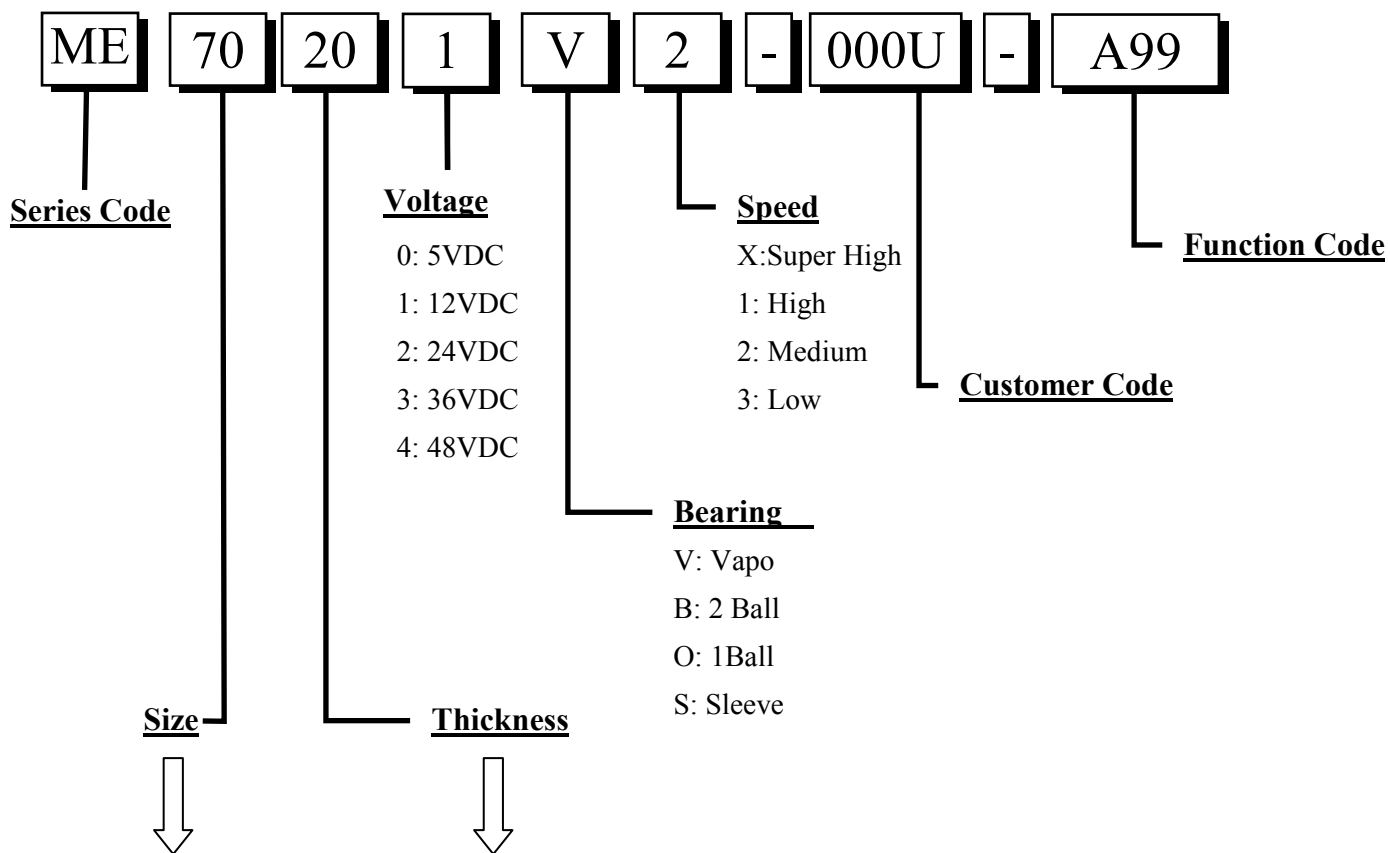 ME 70 20 1 V 2 - 000U - A99
Series Code
Voltage
0: 5VDC
1: 12VDC
2: 24VDC
3: 36VDC
4: 48VDC
Speed
X:Super High
1: High
2: Medium
3: Low
Function Code
Customer Code
Bearing
V: Vapo
B: 2 Ball
O: 1Ball
S: Sleeve
Size
Thickness